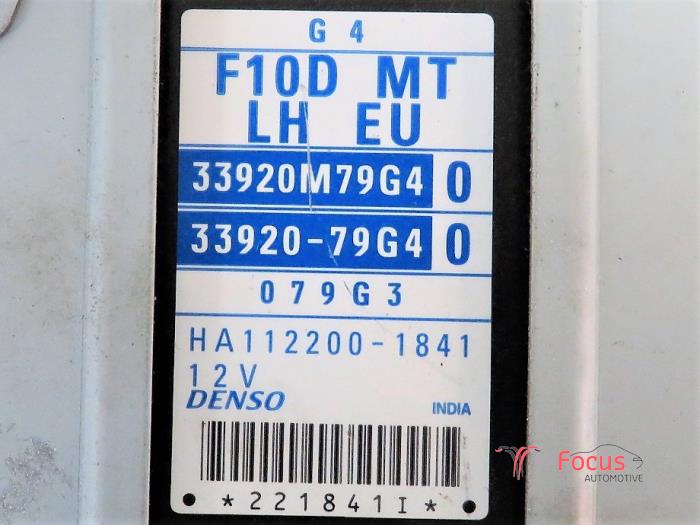 G 4
F10D MT
LH EU
33920M79G4 0
33920-79G4 0
079G3
HA112200-1841
12V
DENSO INDIA
*221841I*
Focus
AUTOMOTIVE